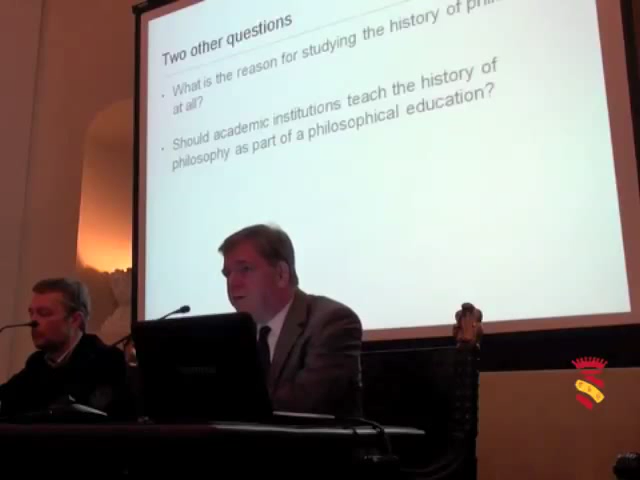 Two other questions
What is the reason for studying the history of
at all?
Should academic institutions teach the history of
philosophy as part of a philosophical education?